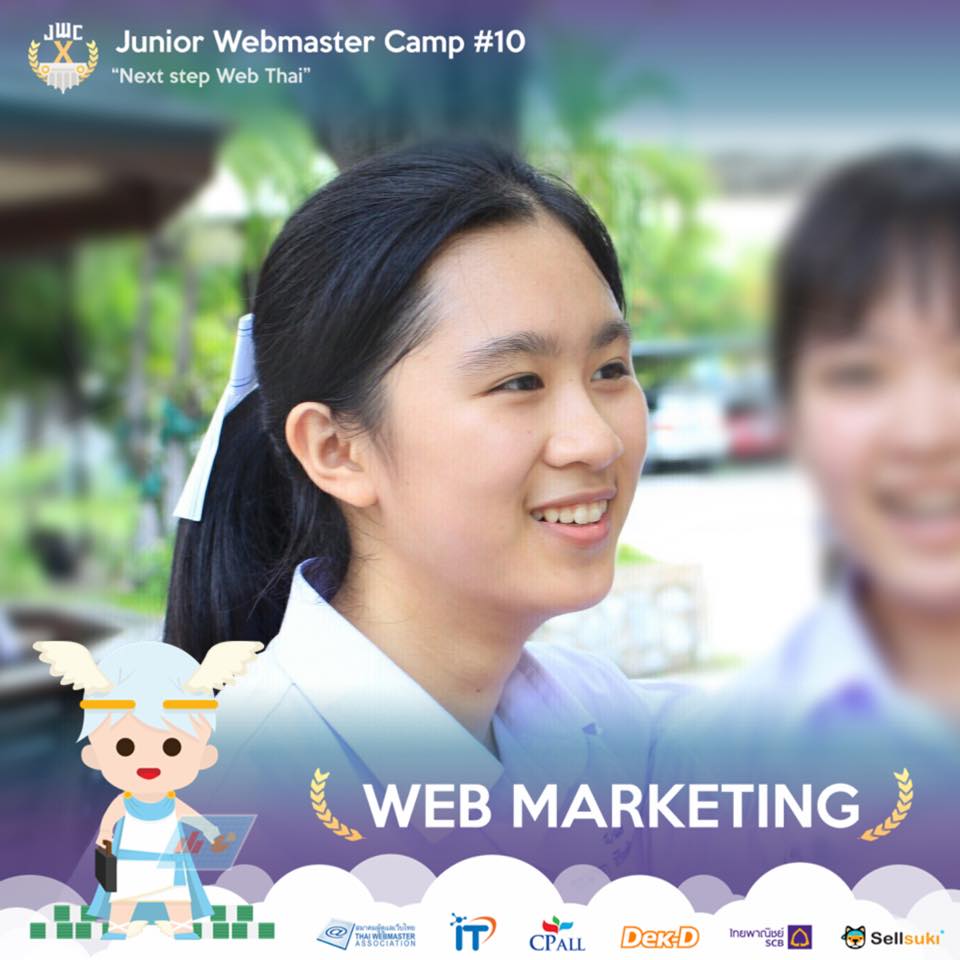 JWC
X
Junior Webmaster Camp #10
“Next step Web Thai”
WEB MARKETING
สมาคมผู้ดูแลเว็บไทย
THAI WEBMASTER
ASSOCIATION
iT
CP ALL
DEK-D
ไทยพาณิชย์
SCB
Sellsuki